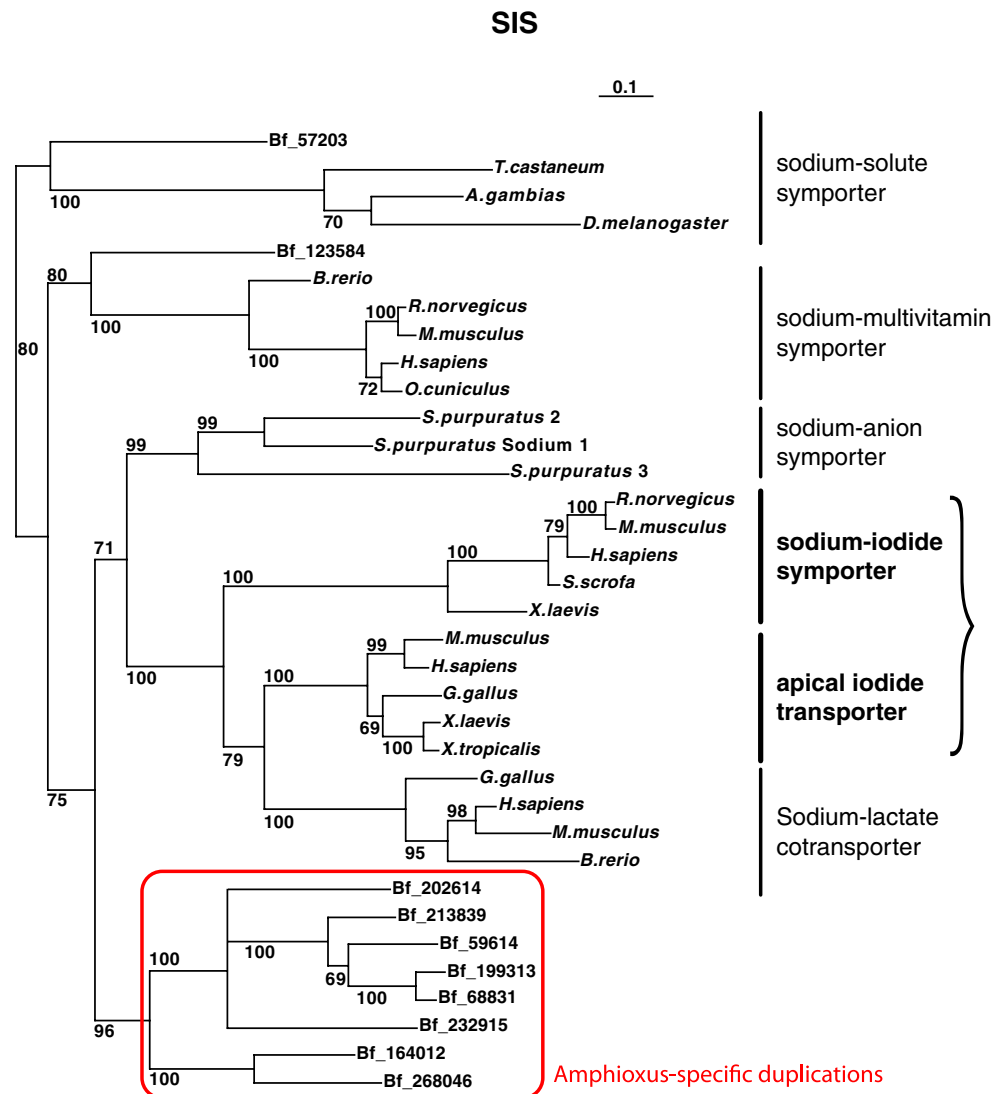 SIS
0.1
Bf_57203
T.castaneum
100
A.gambias
70
D.melanogaster
sodium-solute
symporter
Bf_123584
80
B.rerio
100
R.norvegicus
100
M.musculus
80
100
H.sapiens
72
O.cuniculus
sodium-multivitamin
symporter
S.purpuratus 2
99
S.purpuratus Sodium 1
99
S.purpuratus 3
sodium-anion
symporter
R.norvegicus
100
M.musculus
79
H.sapiens
71
100
S.scrofa
100
X.laevis
sodium-iodide
symporter
M.musculus
99
H.sapiens
100
100
G.gallus
69
X.laevis
100
X.tropicalis
79
apical iodide
transporter
G.gallus
75
H.sapiens
98
100
M.musculus
95
B.rerio
Sodium-lactate
cotransporter
Bf_202614
Bf_213839
100
Bf_59614
100
69
Bf_199313
100
Bf_68831
96
Bf_232915
Bf_164012
100
Bf_268046
Amphioxus-specific duplications